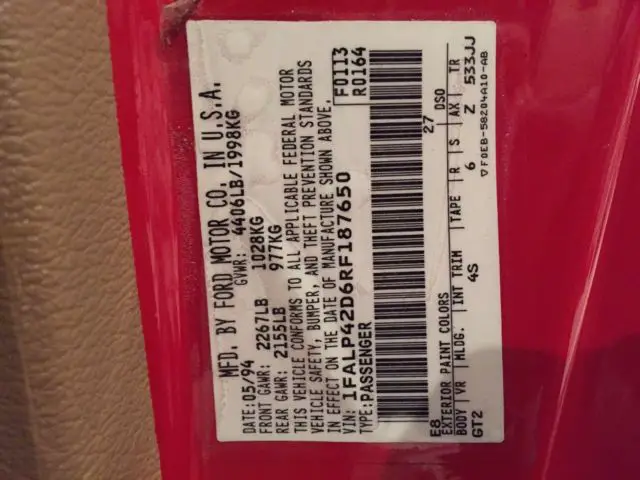 MFD. BY FORD MOTOR CO. IN U.S.A.
DATE: 05/94 GVWR: 4406LB/1998KG
FRONT GAWR: 2267LB 1028KG
REAR GAWR: 2155LB 977KG
THIS VEHICLE CONFORMS TO ALL APPLICABLE FEDERAL MOTOR
VEHICLE SAFETY, BUMPER, AND THEFT PREVENTION STANDARDS
IN EFFECT ON THE DATE OF MANUFACTURE SHOWN ABOVE.
VIN: 1FALP42D6RF187650 F0113
TYPE: PASSENGER R0164
E8 27 DSO
EXTERIOR PAINT COLORS
BODY VR MLDG. INT TRIM TAPE R S AX TR
GT2 4S 6 Z 533JJ
▽F0EB-58204A10-AB